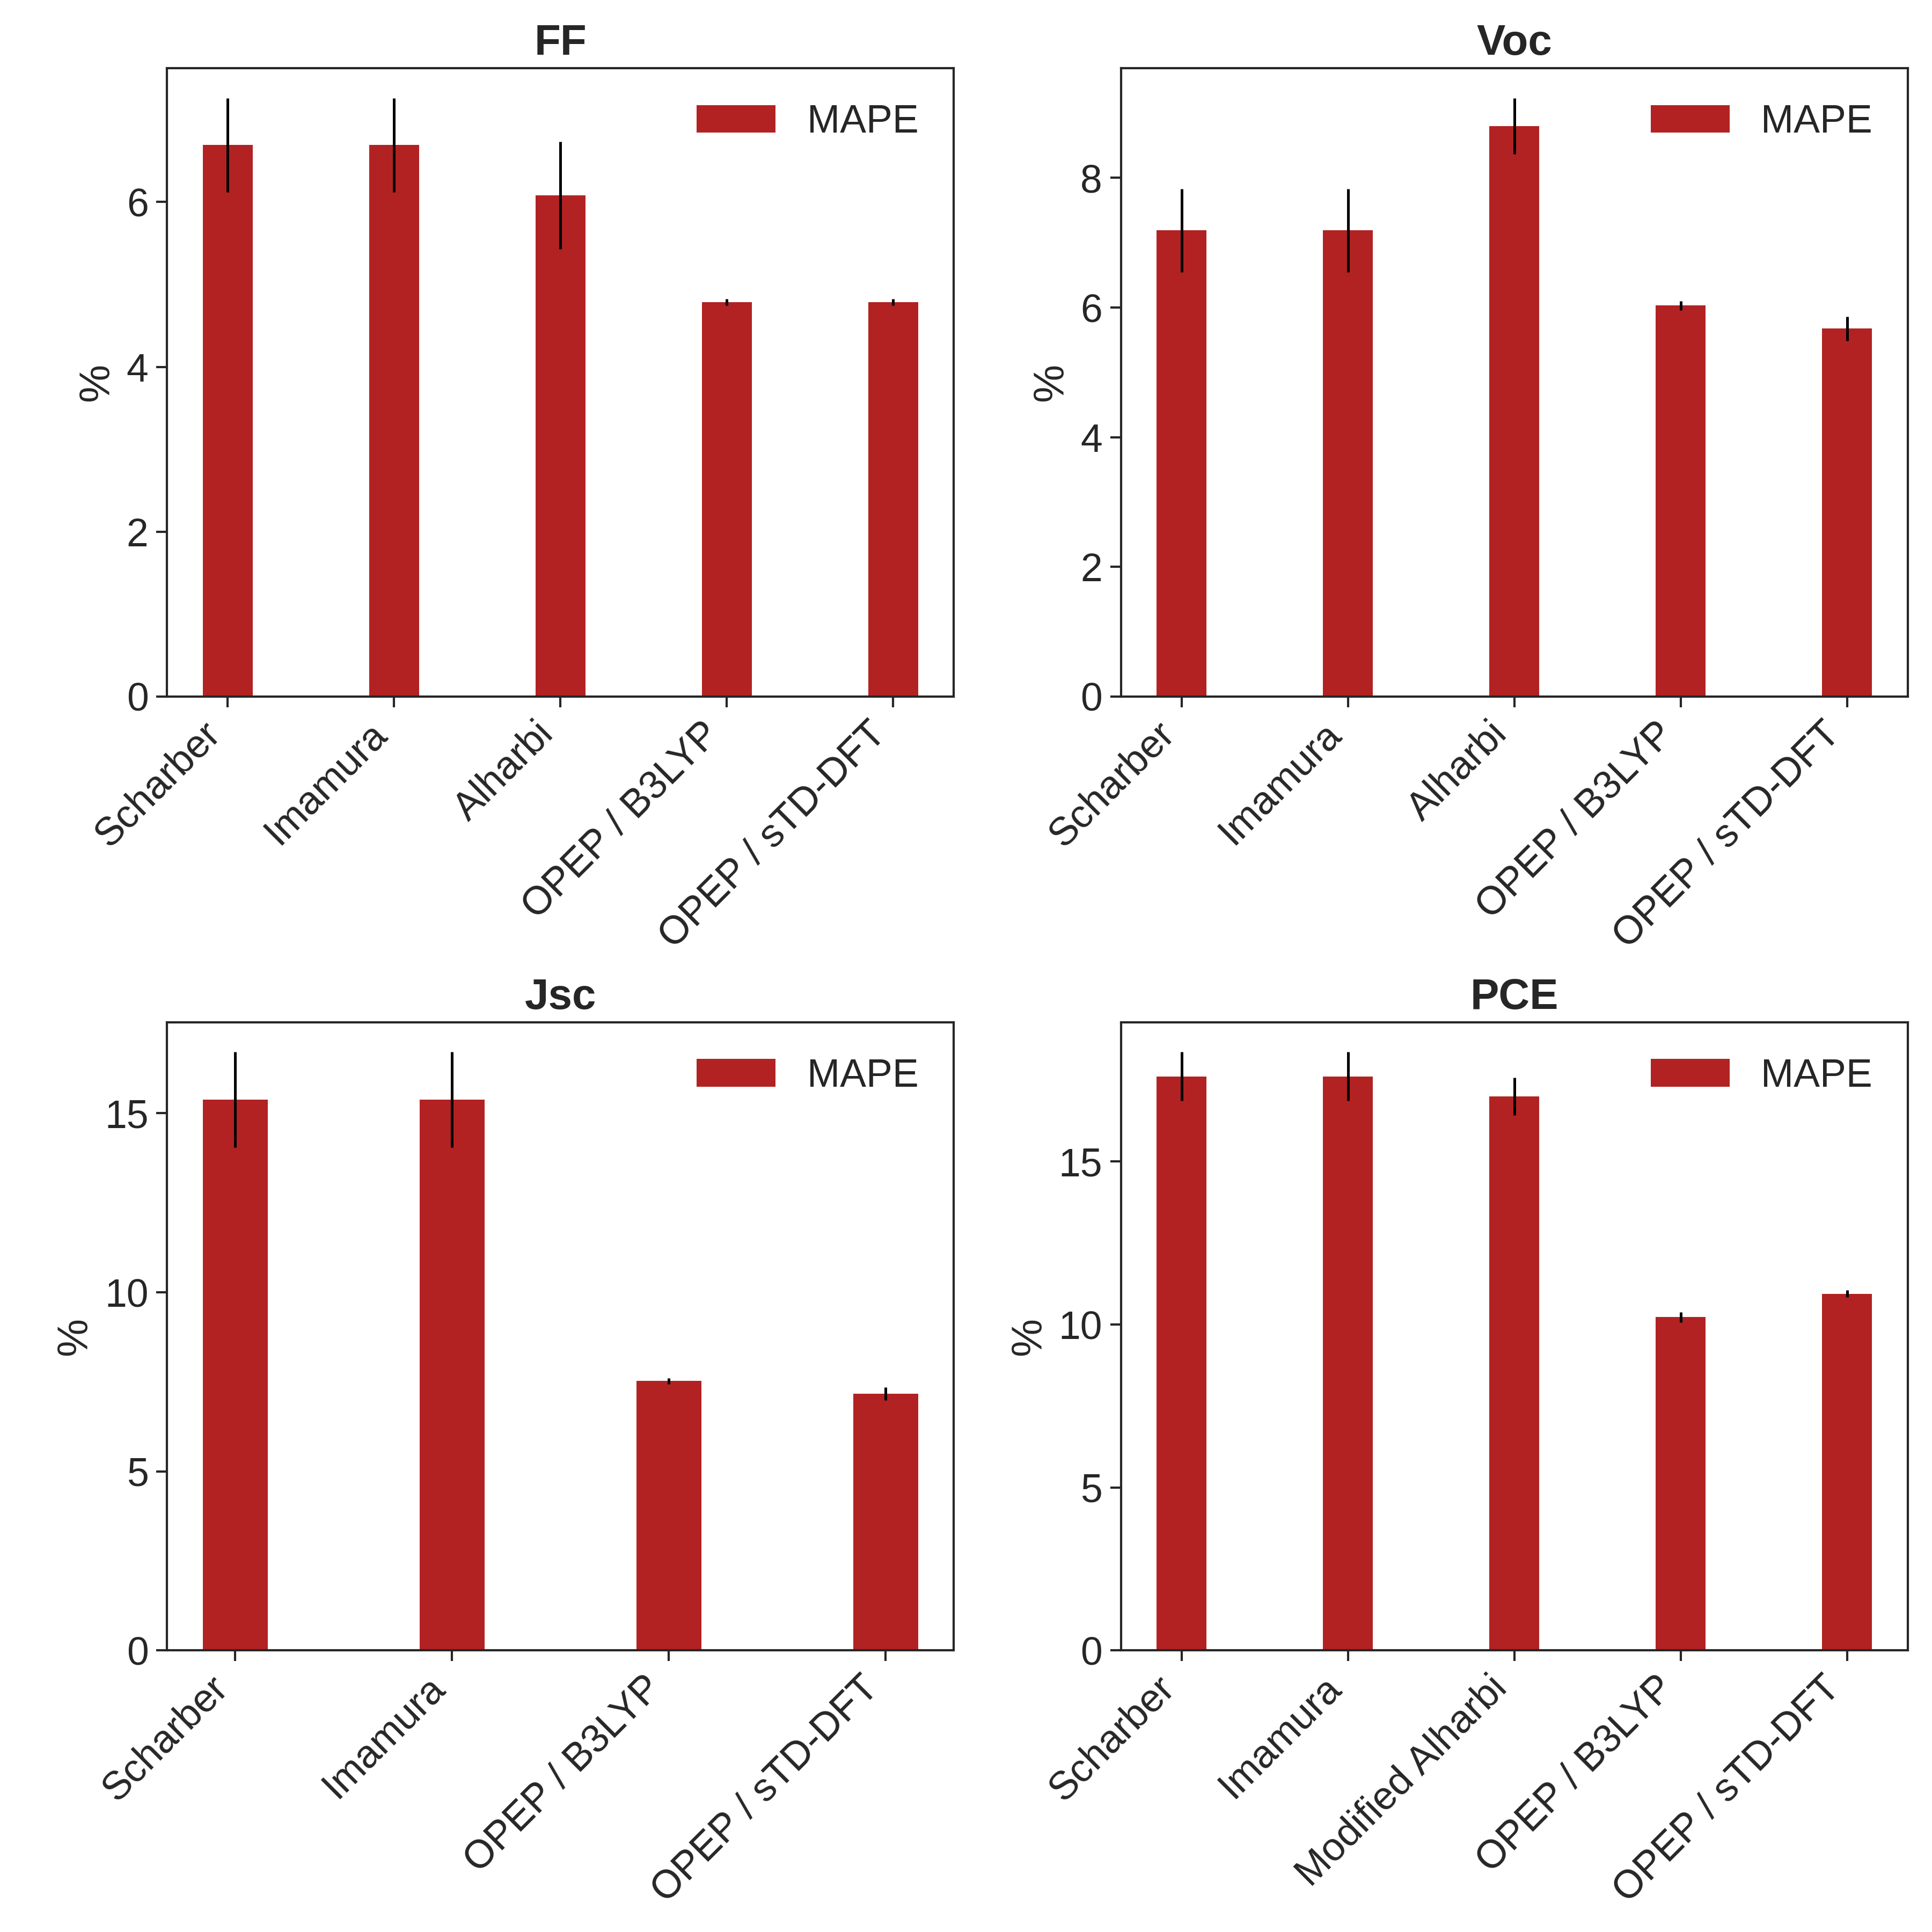 FF
MAPE
%
6
4
2
0
Scharber
Imamura
Alharbi
OPEP / B3LYP
OPEP / sTD-DFT
Voc
MAPE
%
8
6
4
2
0
Scharber
Imamura
Alharbi
OPEP / B3LYP
OPEP / sTD-DFT
Jsc
MAPE
%
15
10
5
0
Scharber
Imamura
OPEP / B3LYP
OPEP / sTD-DFT
PCE
MAPE
%
15
10
5
0
Scharber
Imamura
Modified Alharbi
OPEP / B3LYP
OPEP / sTD-DFT